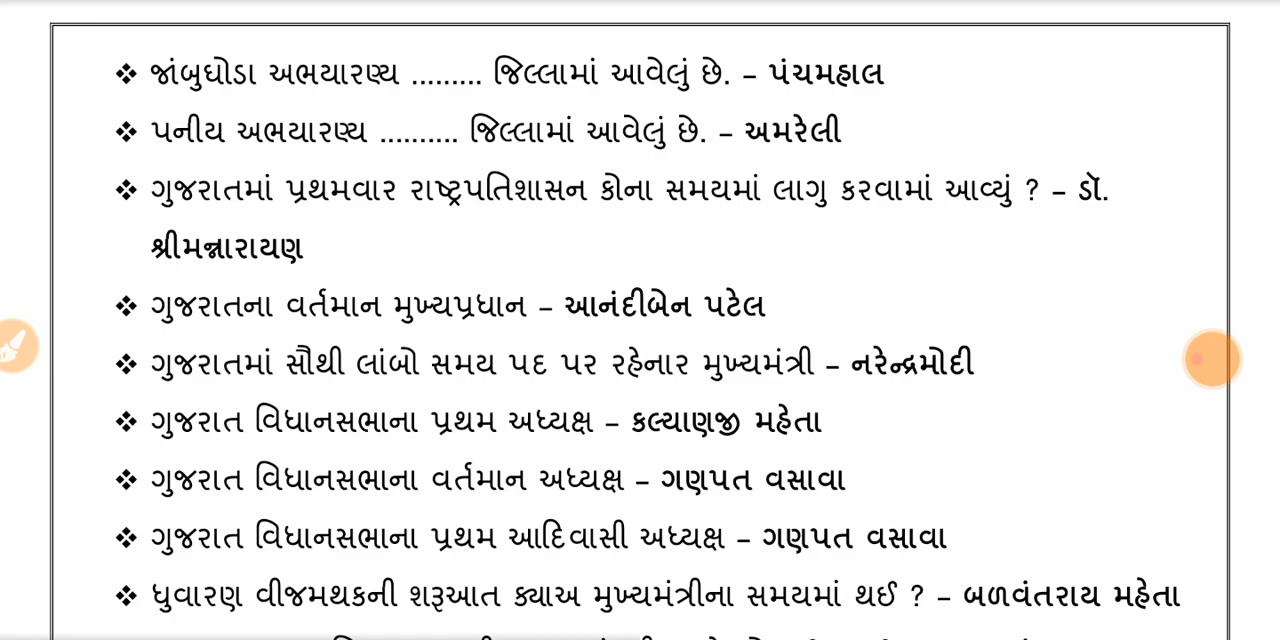 ❖ જાંબુઘોડા અભયારણ્ય ......... જિલ્લામાં આવેલું છે. – પંચમહાલ
❖ પનીય અભયારણ્ય .......... જિલ્લામાં આવેલું છે. – અમરેલી
❖ ગુજરાતમાં પ્રથમવાર રાષ્ટ્રપતિશાસન કોના સમયમાં લાગુ કરવામાં આવ્યું ? – ડૉ.
શ્રીમન્નારાયણ
❖ ગુજરાતના વર્તમાન મુખ્યપ્રધાન – આનંદીબેન પટેલ
❖ ગુજરાતમાં સૌથી લાંબો સમય પદ પર રહેનાર મુખ્યમંત્રી – નરેન્દ્રમોદી
❖ ગુજરાત વિધાનસભાના પ્રથમ અધ્યક્ષ – કલ્યાણજી મહેતા
❖ ગુજરાત વિધાનસભાના વર્તમાન અધ્યક્ષ – ગણપત વસાવા
❖ ગુજરાત વિધાનસભાના પ્રથમ આદિવાસી અધ્યક્ષ – ગણપત વસાવા
❖ ધુવારણ વીજમથકની શરૂઆત ક્યાઅ મુખ્યમંત્રીના સમયમાં થઈ ? – બળવંતરાય મહેતા